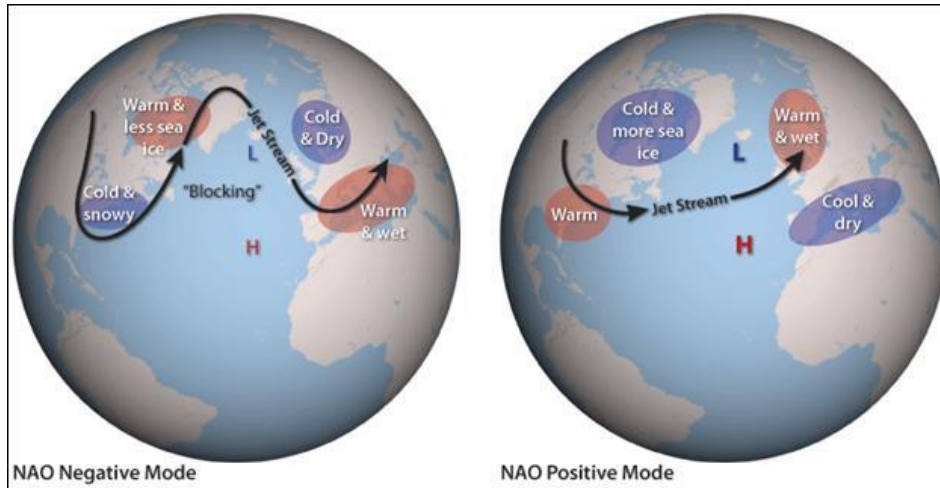 Warm &
less sea
ice
Jet Stream
Cold
& Dry
L
Cold &
snowy
"Blocking"
Warm
& wet
H
NAO Negative Mode
Cold &
more sea
ice
Warm
& wet
L
Warm
Jet Stream
Cool &
dry
H
NAO Positive Mode